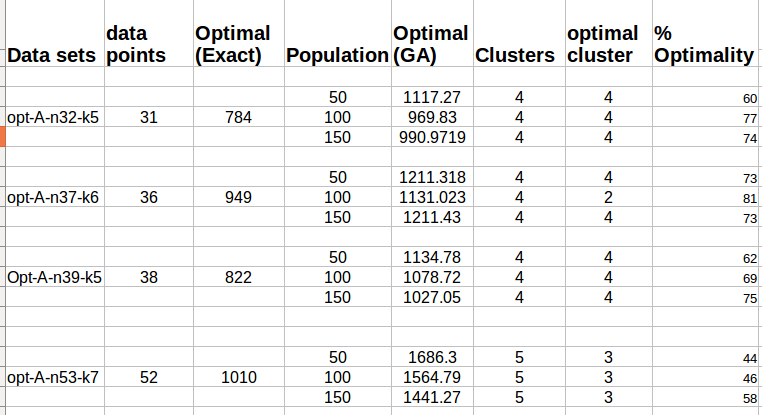 Data sets data points Optimal (Exact) Population Optimal (GA) Clusters optimal cluster % Optimality
50 1117.27 4 4 60
opt-A-n32-k5 31 784 100 969.83 4 4 77
150 990.9719 4 4 74
50 1211.318 4 4 73
opt-A-n37-k6 36 949 100 1131.023 4 2 81
150 1211.43 4 4 73
50 1134.78 4 4 62
Opt-A-n39-k5 38 822 100 1078.72 4 4 69
150 1027.05 4 4 75
50 1686.3 5 3 44
opt-A-n53-k7 52 1010 100 1564.79 5 3 46
150 1441.27 5 3 58